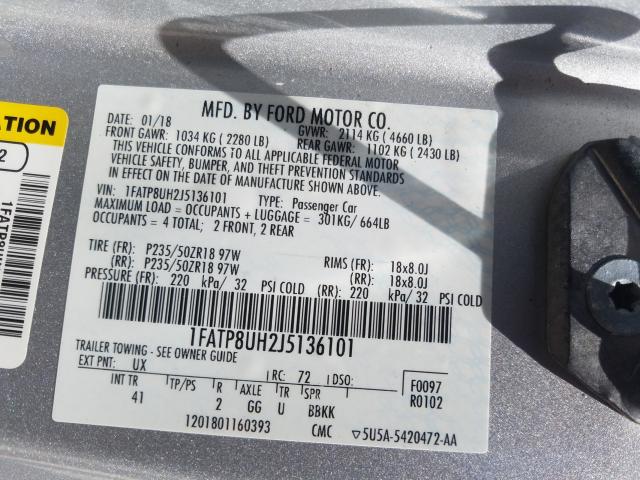 MFD. BY FORD MOTOR CO.
DATE: 01/18 GVWR: 2114 KG (4660 LB)
FRONT GAWR: 1034 KG (2280 LB) REAR GAWR: 1102 KG (2430 LB)
THIS VEHICLE CONFORMS TO ALL APPLICABLE FEDERAL MOTOR
VEHICLE SAFETY, BUMPER, AND THEFT PREVENTION STANDARDS
IN EFFECT ON THE DATE OF MANUFACTURE SHOWN ABOVE.
VIN: 1FATP8UH2J5136101 TYPE: Passenger Car
MAXIMUM LOAD = OCCUPANTS + LUGGAGE = 301KG/ 664LB
OCCUPANTS = 4 TOTAL; 2 FRONT, 2 REAR
TIRE (FR): P235/50ZR18 97W RIMS (FR): 18x8.0J
(RR): P235/50ZR18 97W (RR): 18x8.0J
PRESSURE (FR): 220 kPa/ 32 PSI COLD (RR): 220 kPa/ 32 PSI COLD
1FATP8UH2J5136101
TRAILER TOWING - SEE OWNER GUIDE
EXT PNT: UX RC: 72 DSO: F0097
INT TR TP/PS R AXLE TR SPR R0102
41 2 GG U BBKK
1201801160393 CMC ▽5U5A-5420472-AA
ATION
2
1FATP8U